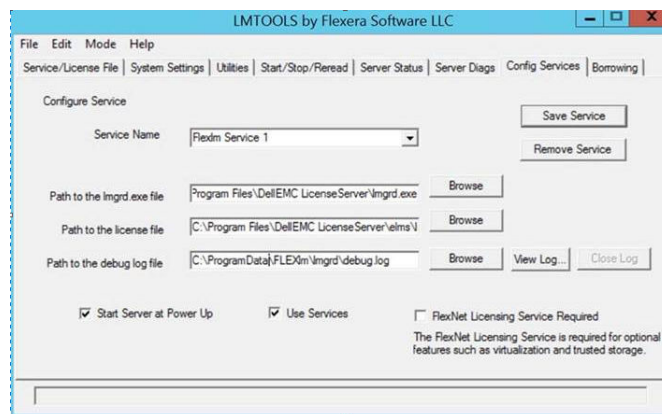 LMTOOLS by Flexera Software LLC
File Edit Mode Help
Service/License File System Settings Utilities Start/Stop/Reread Server Status Server Diags Config Services Borrowing
Configure Service
Save Service
Service Name Flexlm Service 1
Remove Service
Path to the lmgrd.exe file Program Files\DellEMC LicenseServer\lmgrd.exe Browse
Path to the license file C:\Program Files\DellEMC LicenseServer\elms\ Browse
Path to the debug log file C:\ProgramData\FLEXlm\lmgrd\debug.log Browse View Log... Close Log
Start Server at Power Up Use Services FlexNet Licensing Service Required
The FlexNet Licensing Service is required for optional
features such as virtualization and trusted storage.